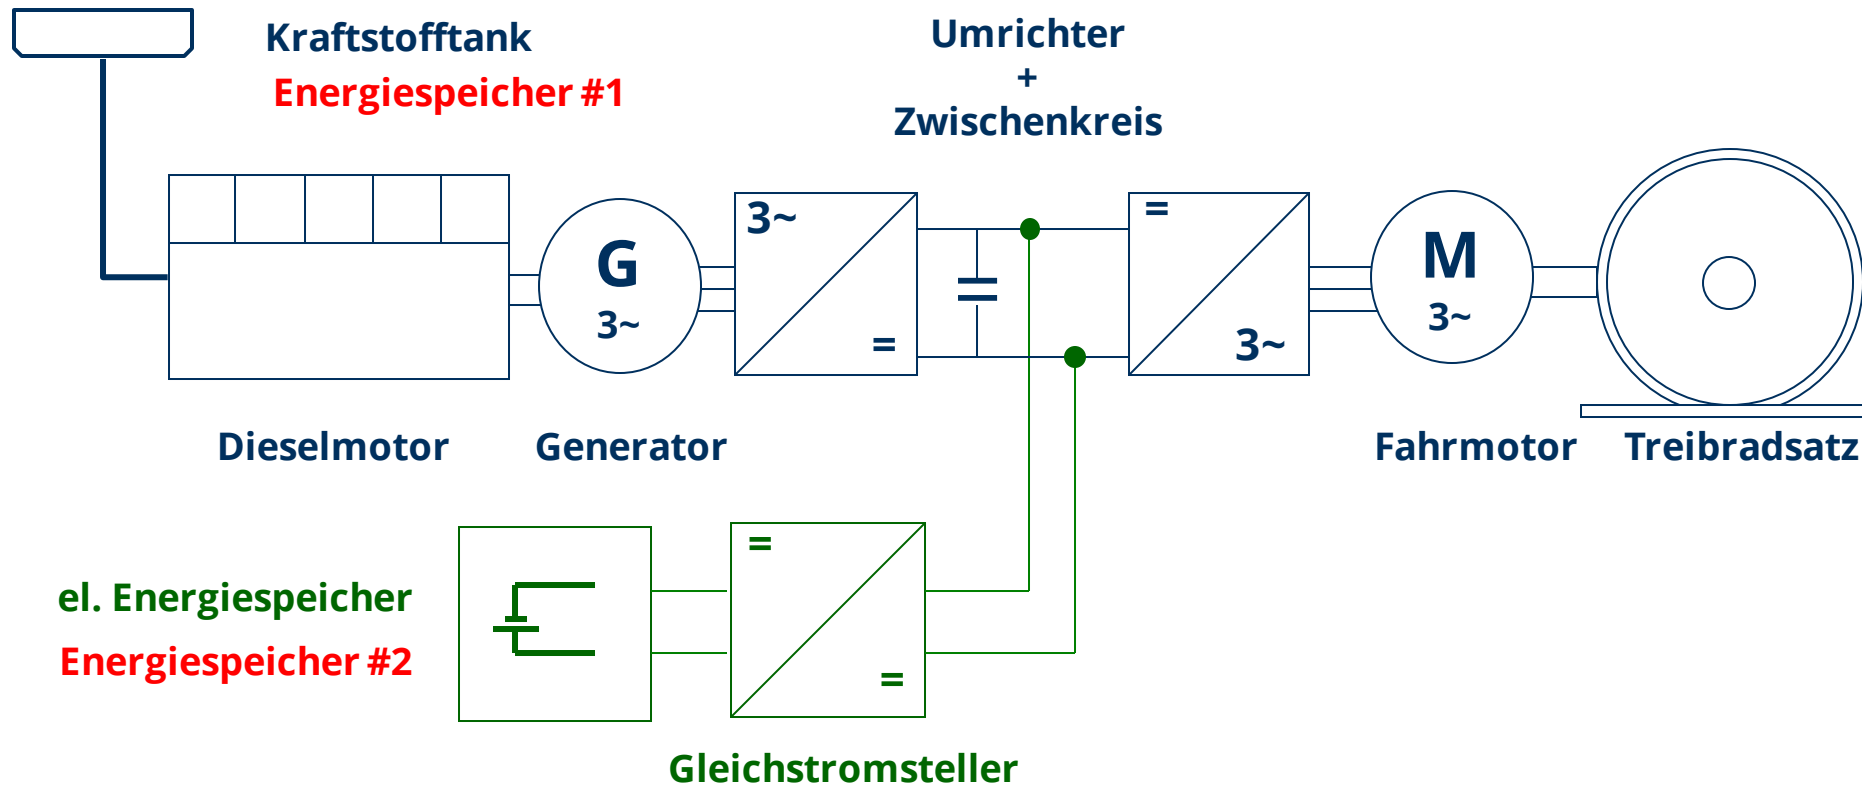 Kraftstofftank
Energiespeicher #1
Umrichter
+
Zwischenkreis
3~
=
G
3~
=
3~
M
3~
Dieselmotor
Generator
Fahrmotor
Treibradsatz
=
=
el. Energiespeicher
Energiespeicher #2
Gleichstromsteller